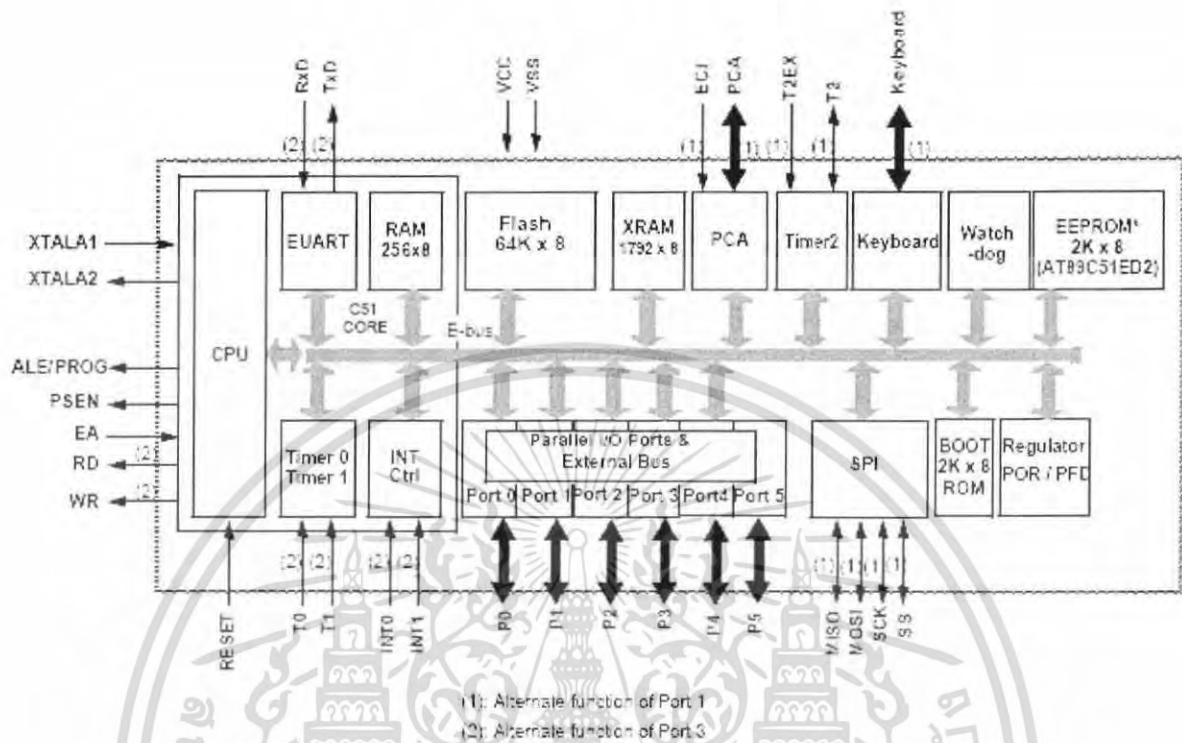 RxD
TxD
VCC
VSS
ECI
PCA
T2EX
T2
Keyboard
(2)
(2)
(1)
(1)
(1)
(1)
(1)
XTALA1
XTALA2
ALE/PROG
PSEN
EA
RD
(2)
WR
(2)
CPU
EUART
RAM
256x8
Flash
64K x 8
XRAM
1792 x 8
PCA
Timer2
Keyboard
Watch
-dog
EEPROM*
2K x 8
(AT89C51ED2)
C51
CORE
E-bus
Timer 0
Timer 1
INT
Ctrl
Parallel I/O Ports &
External Bus
Port 0
Port 1
Port 2
Port 3
Port4
Port 5
SPI
BOOT
2K x 8
ROM
Regulator
POR / PFD
(2)
(2)
(2)
(2)
(1)
(1)
(1)
(1)
RESET
T0
T1
INT0
INT1
P0
P1
P2
P3
P4
P5
MISO
MOSI
SCK
SS
(1): Alternate function of Port 1
(2): Alternate function of Port 3